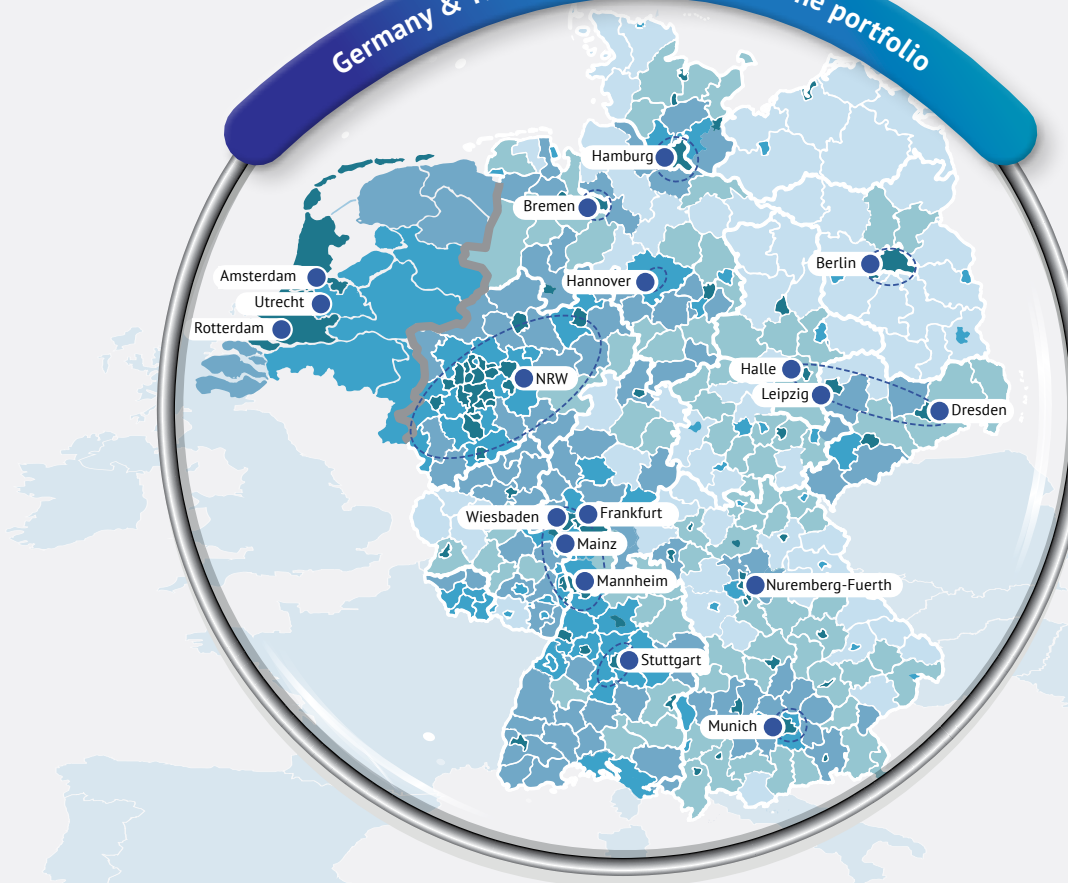 Germany &
he portfolio
Hamburg
Bremen
Berlin
Hannover
Amsterdam
Utrecht
Rotterdam
NRW
Halle
Leipzig
Dresden
Wiesbaden
Frankfurt
Mainz
Mannheim
Nuremberg-Fuerth
Stuttgart
Munich